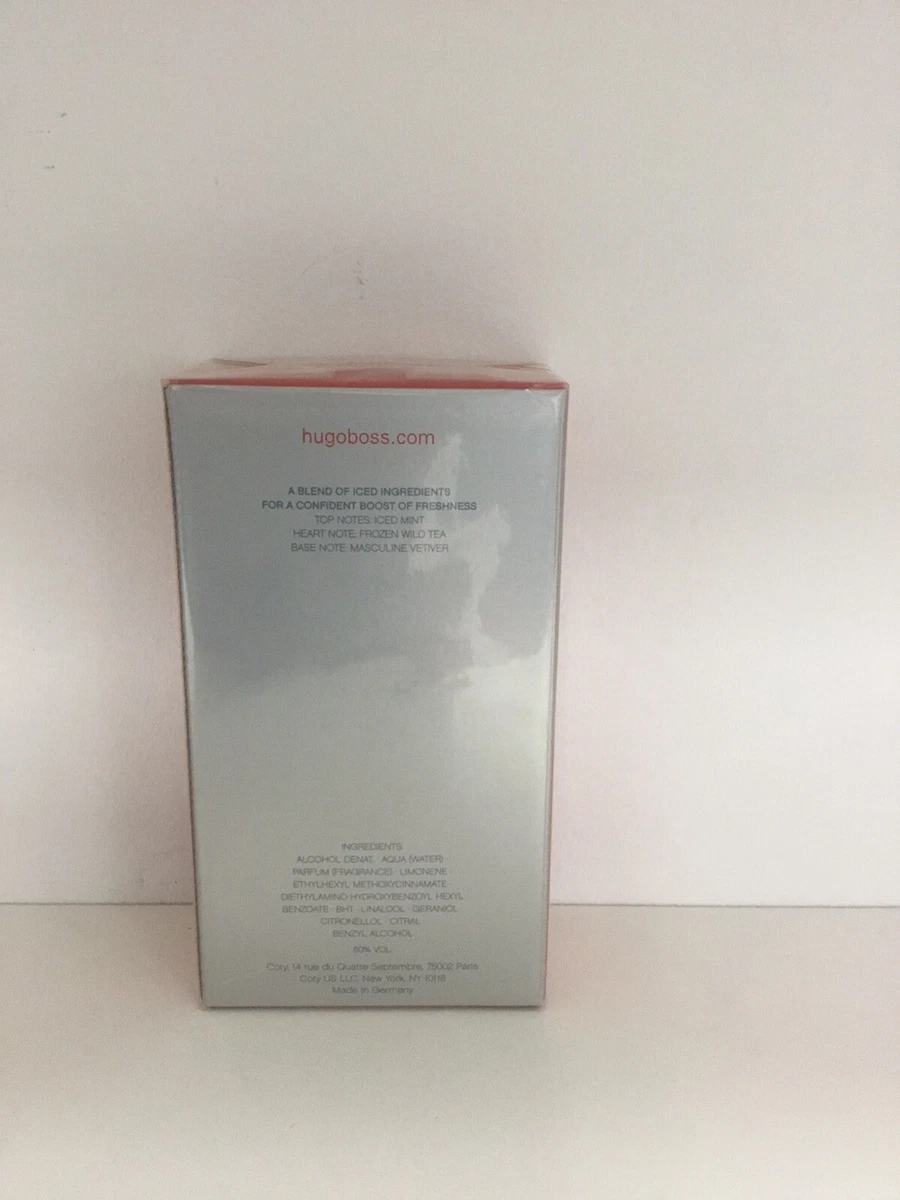 hugoboss.com
A BLEND OF ICED INGREDIENTS
FOR A CONFIDENT BOOST OF FRESHNESS
TOP NOTES: ICED MINT
HEART NOTE: FROZEN WILD TEA
BASE NOTE: MASCULINE VETIVER
INGREDIENTS:
ALCOHOL DENAT. · AQUA (WATER) ·
PARFUM (FRAGRANCE) · LIMONENE ·
ETHYLHEXYL METHOXYCINNAMATE ·
DIETHYLAMINO HYDROXYBENZOYL HEXYL
BENZOATE · BHT · LINALOOL · GERANIOL ·
CITRONELLOL · CITRAL ·
BENZYL ALCOHOL
80% VOL.
Coty, 14 rue du Quatre Septembre, 75002 Paris
Coty US LLC, New York, NY 10118
Made in Germany